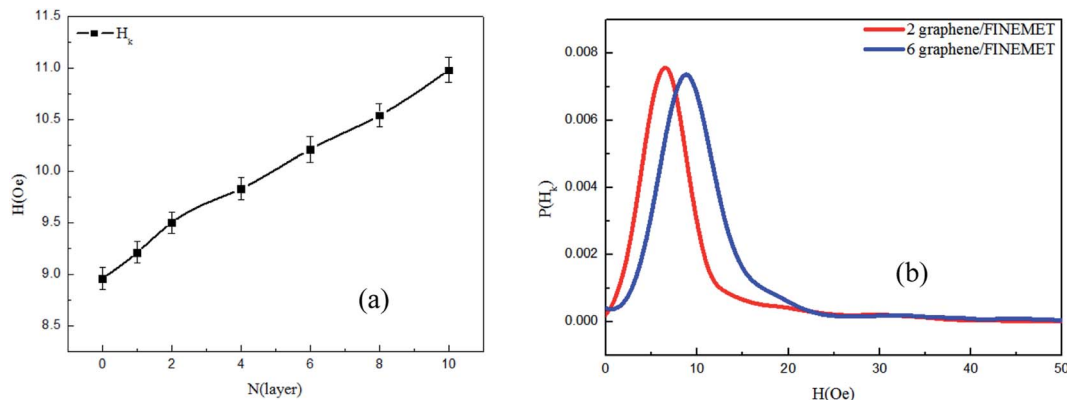 11.5
11.0
10.5
10.0
9.5
9.0
8.5
H(Oe)
H_k
(a)
0 2 4 6 8 10
N(layer)
0.008
0.006
0.004
0.002
0.000
P(H_k)
2 graphene/FINEMET
6 graphene/FINEMET
(b)
0 10 20 30 40 50
H(Oe)